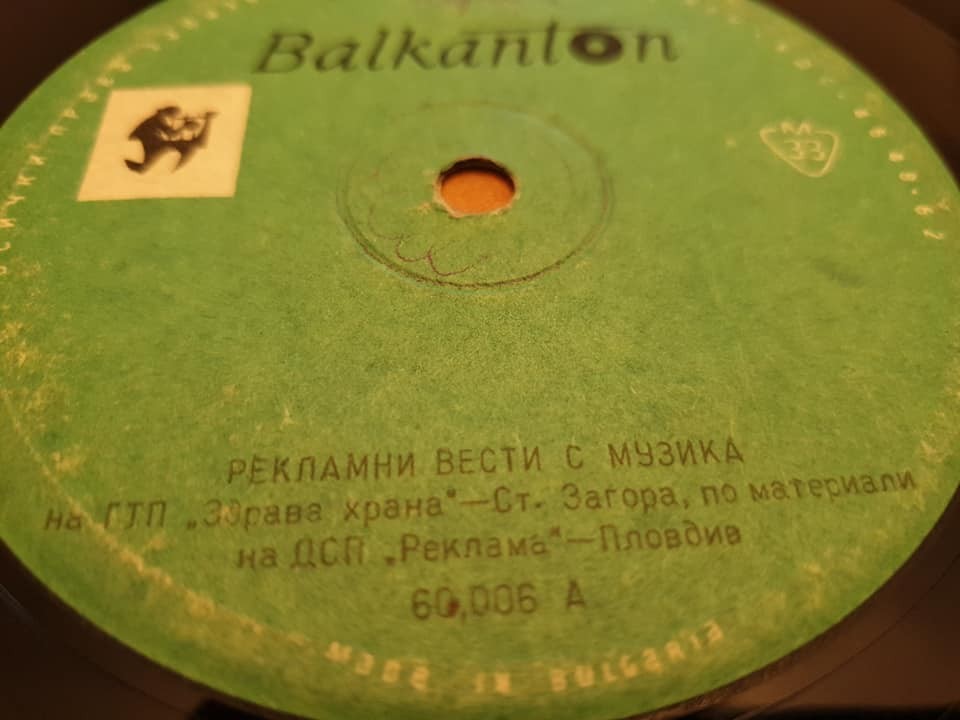 Balkanton
M
33
РЕКЛАМНИ ВЕСТИ С МУЗИКА
на ГТП „Здрава храна"—Ст. Загора, по материали
на ДСП „Реклама"—Пловдив
60,006 A
MADE IN BULGARIA